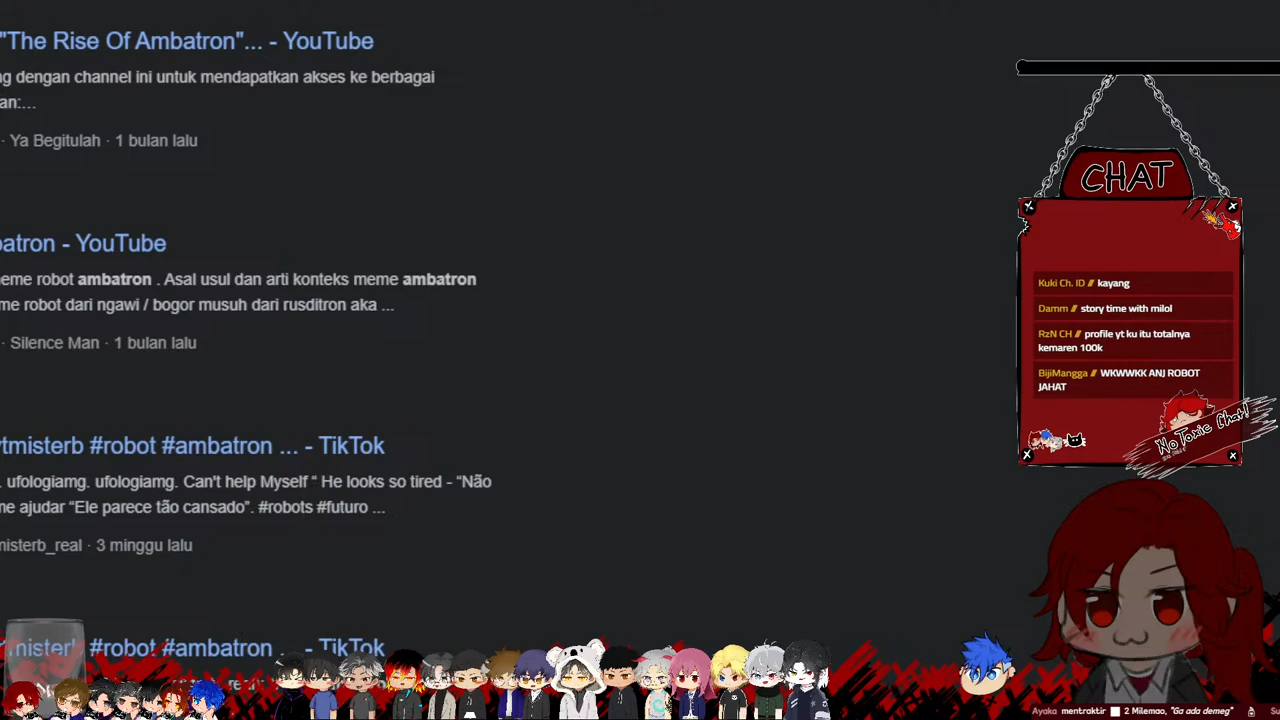 "The Rise Of Ambatron"... - YouTube
ng dengan channel ini untuk mendapatkan akses ke berbagai
an:...
· Ya Begitulah · 1 bulan lalu
batron - YouTube
meme robot ambatron . Asal usul dan arti konteks meme ambatron
me robot dari ngawi / bogor musuh dari rusditron aka ...
· Silence Man · 1 bulan lalu
tmisterb #robot #ambatron ... - TikTok
. ufologiamg. ufologiamg. Can't help Myself “ He looks so tired - “Não
me ajudar “Ele parece tão cansado”. #robots #futuro ...
misterb_real · 3 minggu lalu
misterb #robot #ambatron ... - TikTok
CHAT
Kuki Ch. ID // kayang
Damm // story time with milol
RzN CH // profile yt ku itu totalnya
kemaren 100k
BijiMangga // WKWWKK ANJ ROBOT
JAHAT
No Toxic Chat!
Ayaka mentraktir 2 Milemao, "Ga ada demeg"
Su